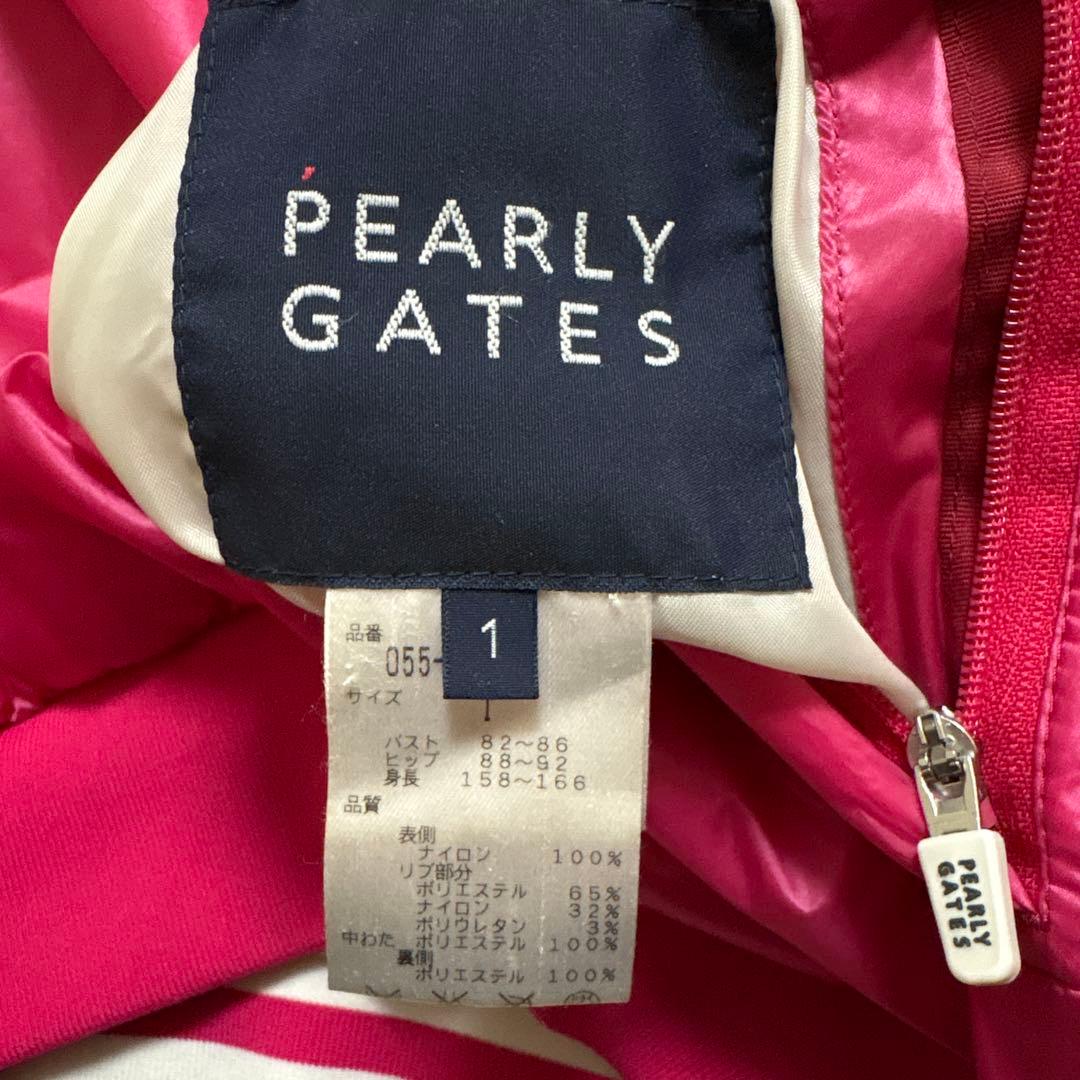 PEARLY
GATES
1
品番
055-
サイズ
バスト 82～86
ヒップ 88～92
身長 158～166
品質
表側
ナイロン 100%
リブ部分
ポリエステル 65%
ナイロン 32%
ポリウレタン 3%
中わた ポリエステル 100%
裏側
ポリエステル 100%
PEARLY
GATES